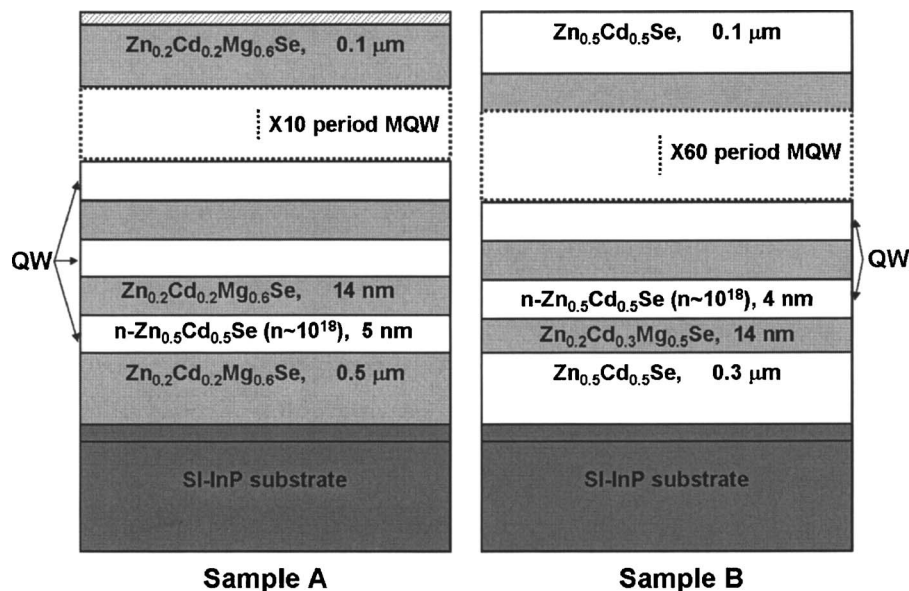 Zn0.2Cd0.2Mg0.6Se, 0.1 μm
X10 period MQW
QW
Zn0.2Cd0.2Mg0.6Se, 14 nm
n-Zn0.5Cd0.5Se (n~10^18), 5 nm
Zn0.2Cd0.2Mg0.6Se, 0.5 μm
SI-InP substrate
Sample A
Zn0.5Cd0.5Se, 0.1 μm
X60 period MQW
QW
n-Zn0.5Cd0.5Se (n~10^18), 4 nm
Zn0.2Cd0.3Mg0.5Se, 14 nm
Zn0.5Cd0.5Se, 0.3 μm
SI-InP substrate
Sample B